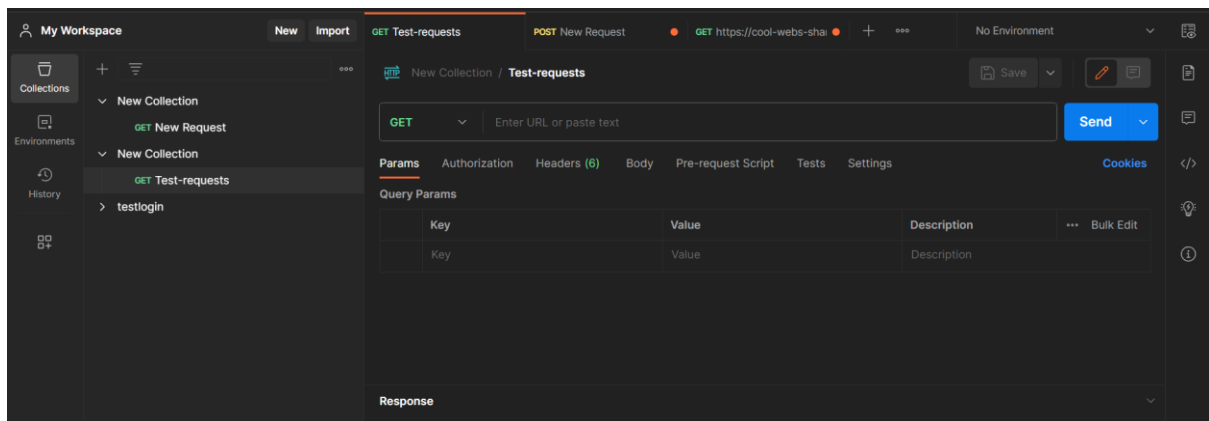 My Workspace
New
Import
GET Test-requests
POST New Request
GET https://cool-webs-shar
No Environment
Collections
Environments
History
New Collection
GET New Request
New Collection
GET Test-requests
testlogin
HTTP New Collection / Test-requests
Save
GET
Enter URL or paste text
Send
Params
Authorization
Headers (6)
Body
Pre-request Script
Tests
Settings
Cookies
Query Params
Key
Value
Description
Bulk Edit
Key
Value
Description
Response